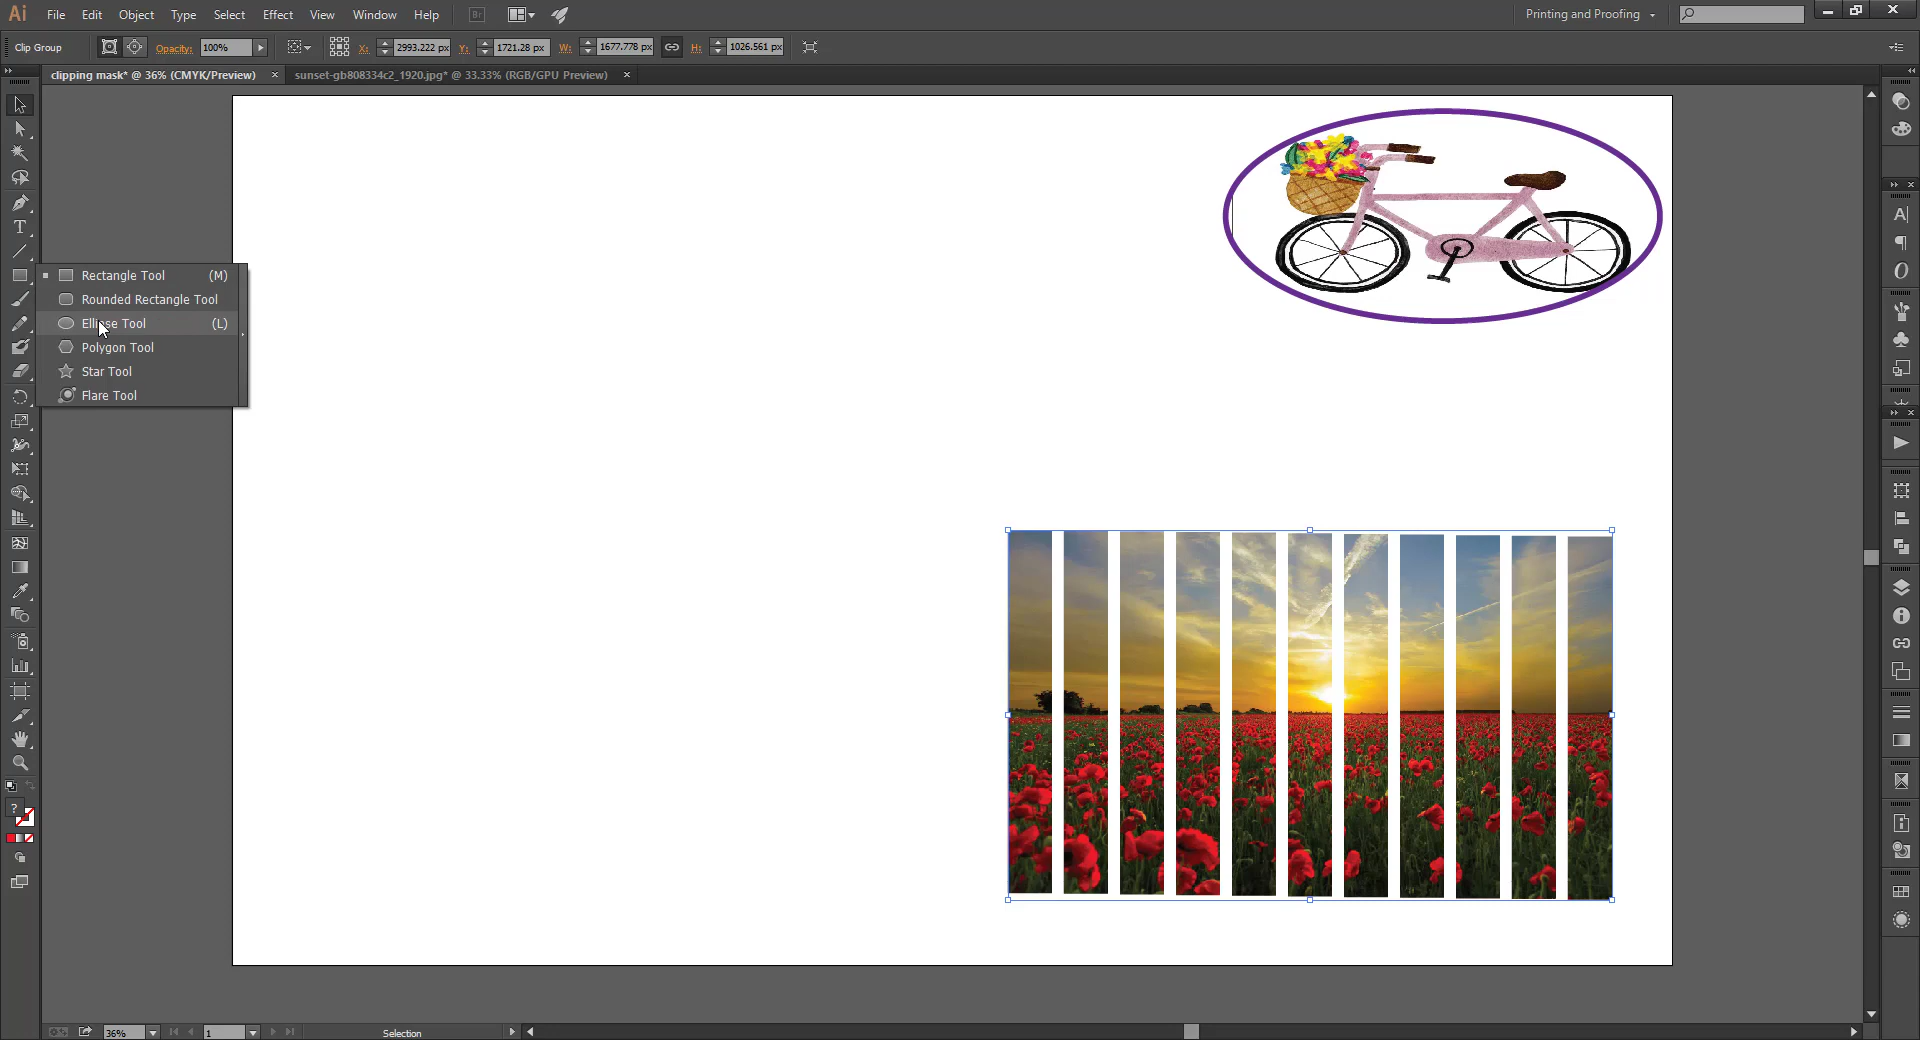 Ai File Edit Object Type Select Effect View Window Help Br Printing and Proofing
Clip Group Opacity: 100% X: 2993.222 px Y: 1721.28 px W: 1677.778 px H: 1026.561 px
clipping mask* @ 36% (CMYK/Preview) × sunset-gb808334c2_1920.jpg* @ 33.33% (RGB/GPU Preview) ×
Rectangle Tool (M)
Rounded Rectangle Tool
Ellipse Tool (L)
Polygon Tool
Star Tool
Flare Tool
36% 1 Selection